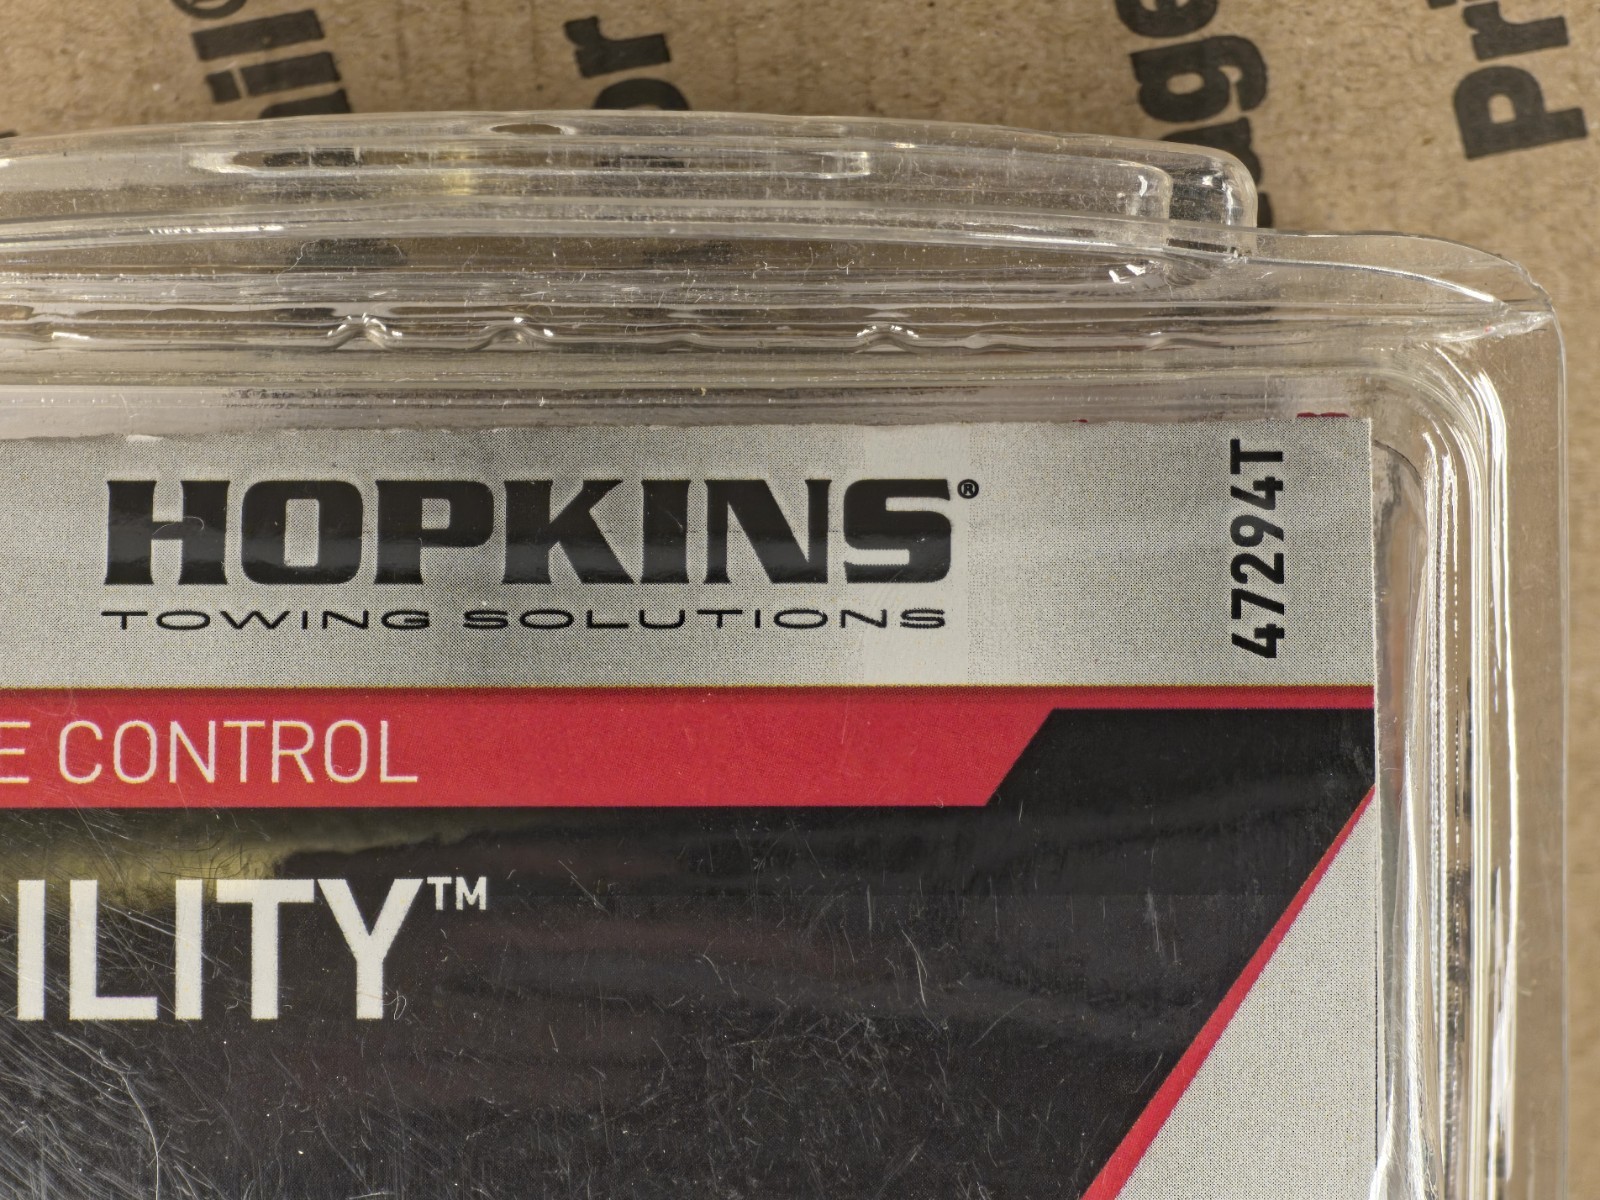 HOPKINS®
TOWING SOLUTIONS
47294T
E CONTROL
ILITY™